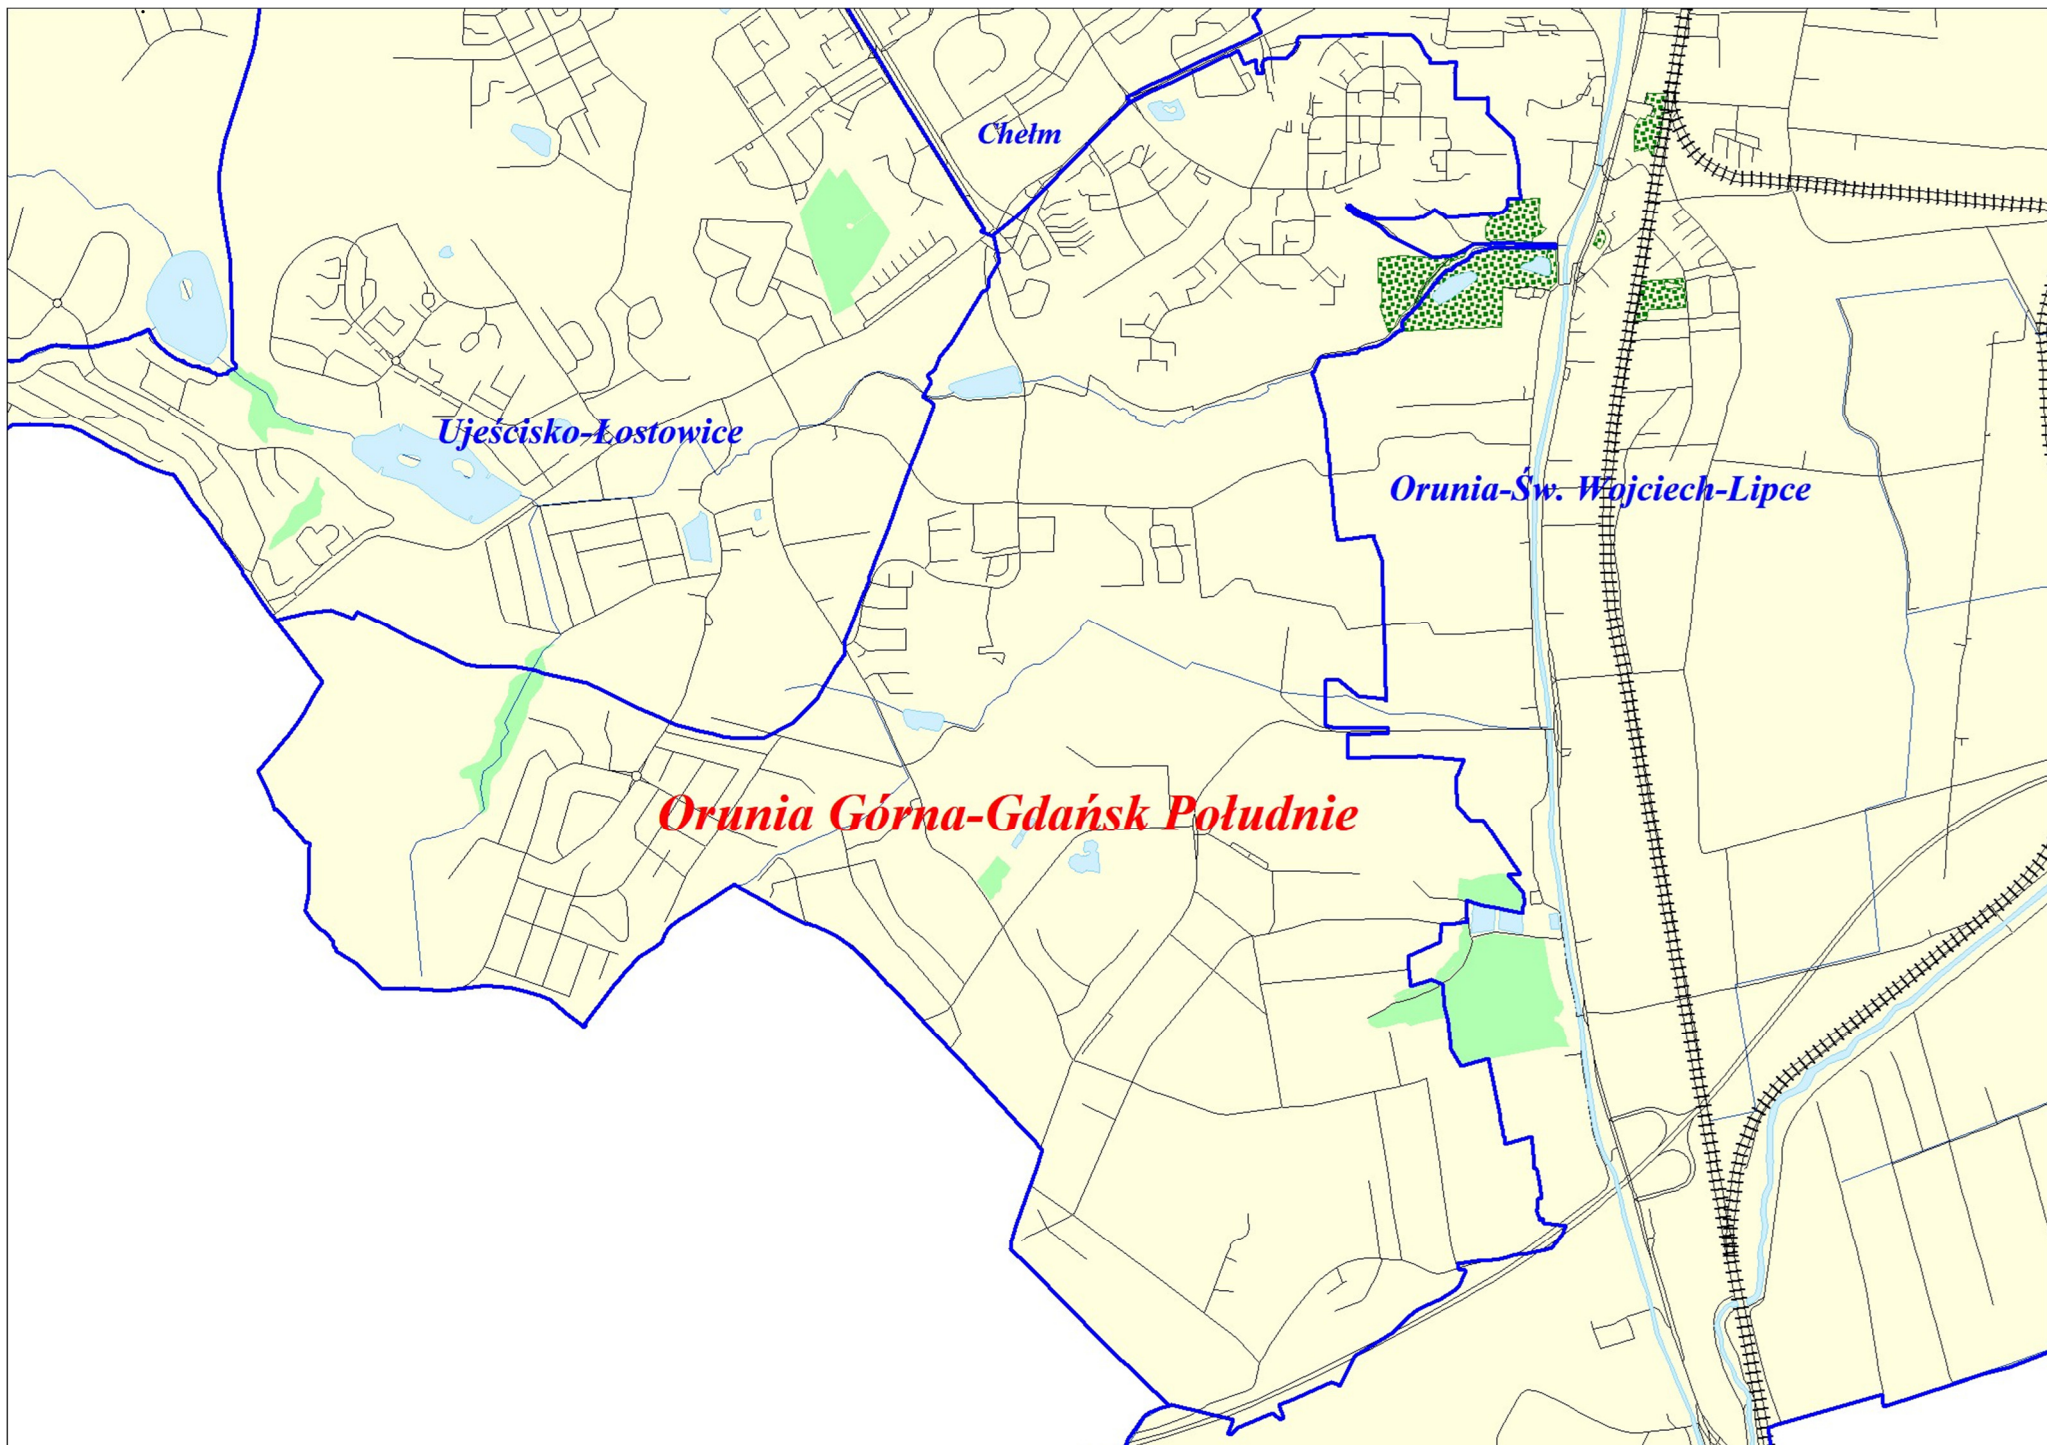 Chełm
Ujeścisko-Łostowice
Orunia-Św. Wojciech-Lipce
Orunia Górna-Gdańsk Południe